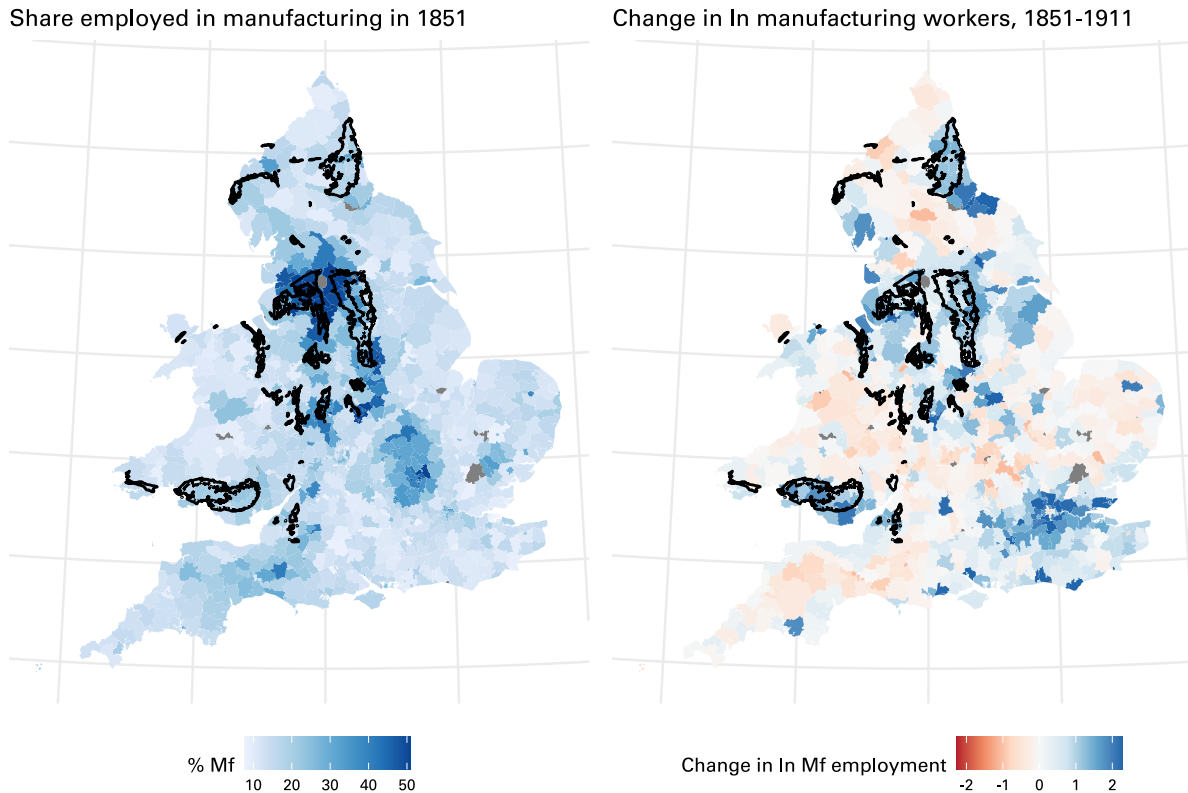 Share employed in manufacturing in 1851
Change in ln manufacturing workers, 1851-1911
% Mf
10 20 30 40 50
Change in ln Mf employment
-2 -1 0 1 2